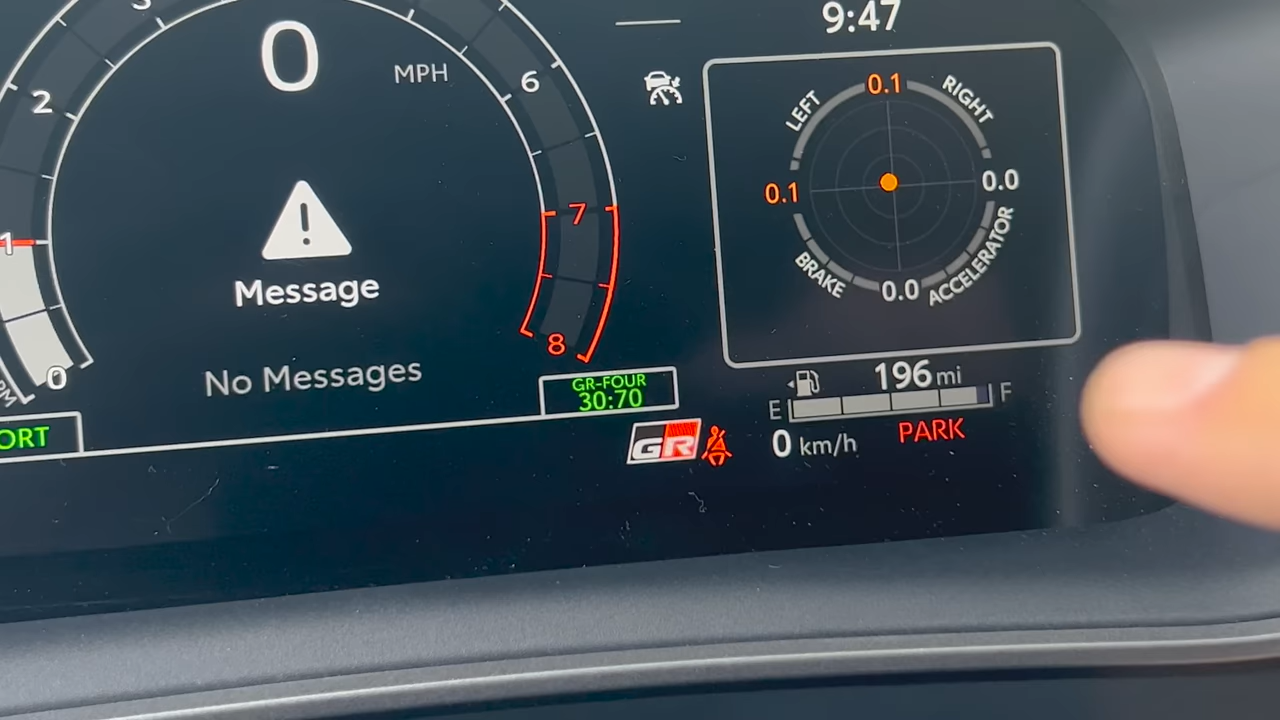 9:47
0
MPH
2
6
7
8
1
0
Message
No Messages
LEFT
RIGHT
0.1
0.1
0.0
0.0
BRAKE
ACCELERATOR
GR-FOUR
30:70
ORT
GR
196 mi
E
F
0 km/h
PARK